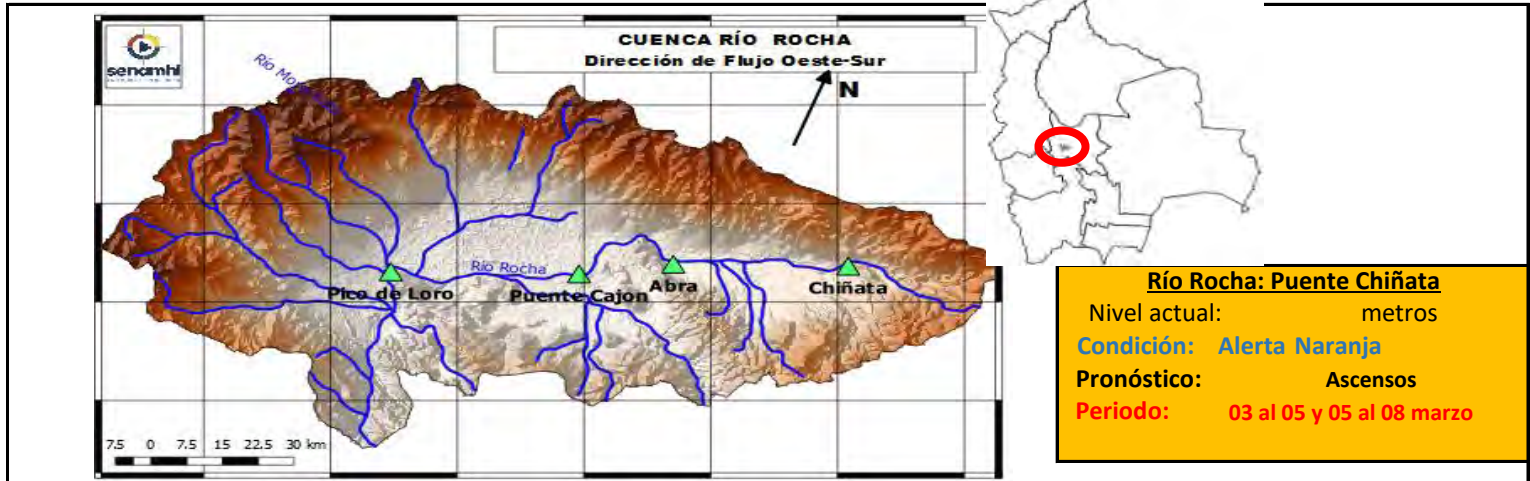 senamhi
CUENCA RÍO ROCHA
Dirección de Flujo Oeste-Sur
N
Río Rocha
Pico de Loro
Puente Cajon
Abra
Chiñata
7.5 0 7.5 15 22.5 30 km
Río Rocha: Puente Chiñata
Nivel actual: metros
Condición: Alerta Naranja
Pronóstico: Ascensos
Periodo: 03 al 05 y 05 al 08 marzo